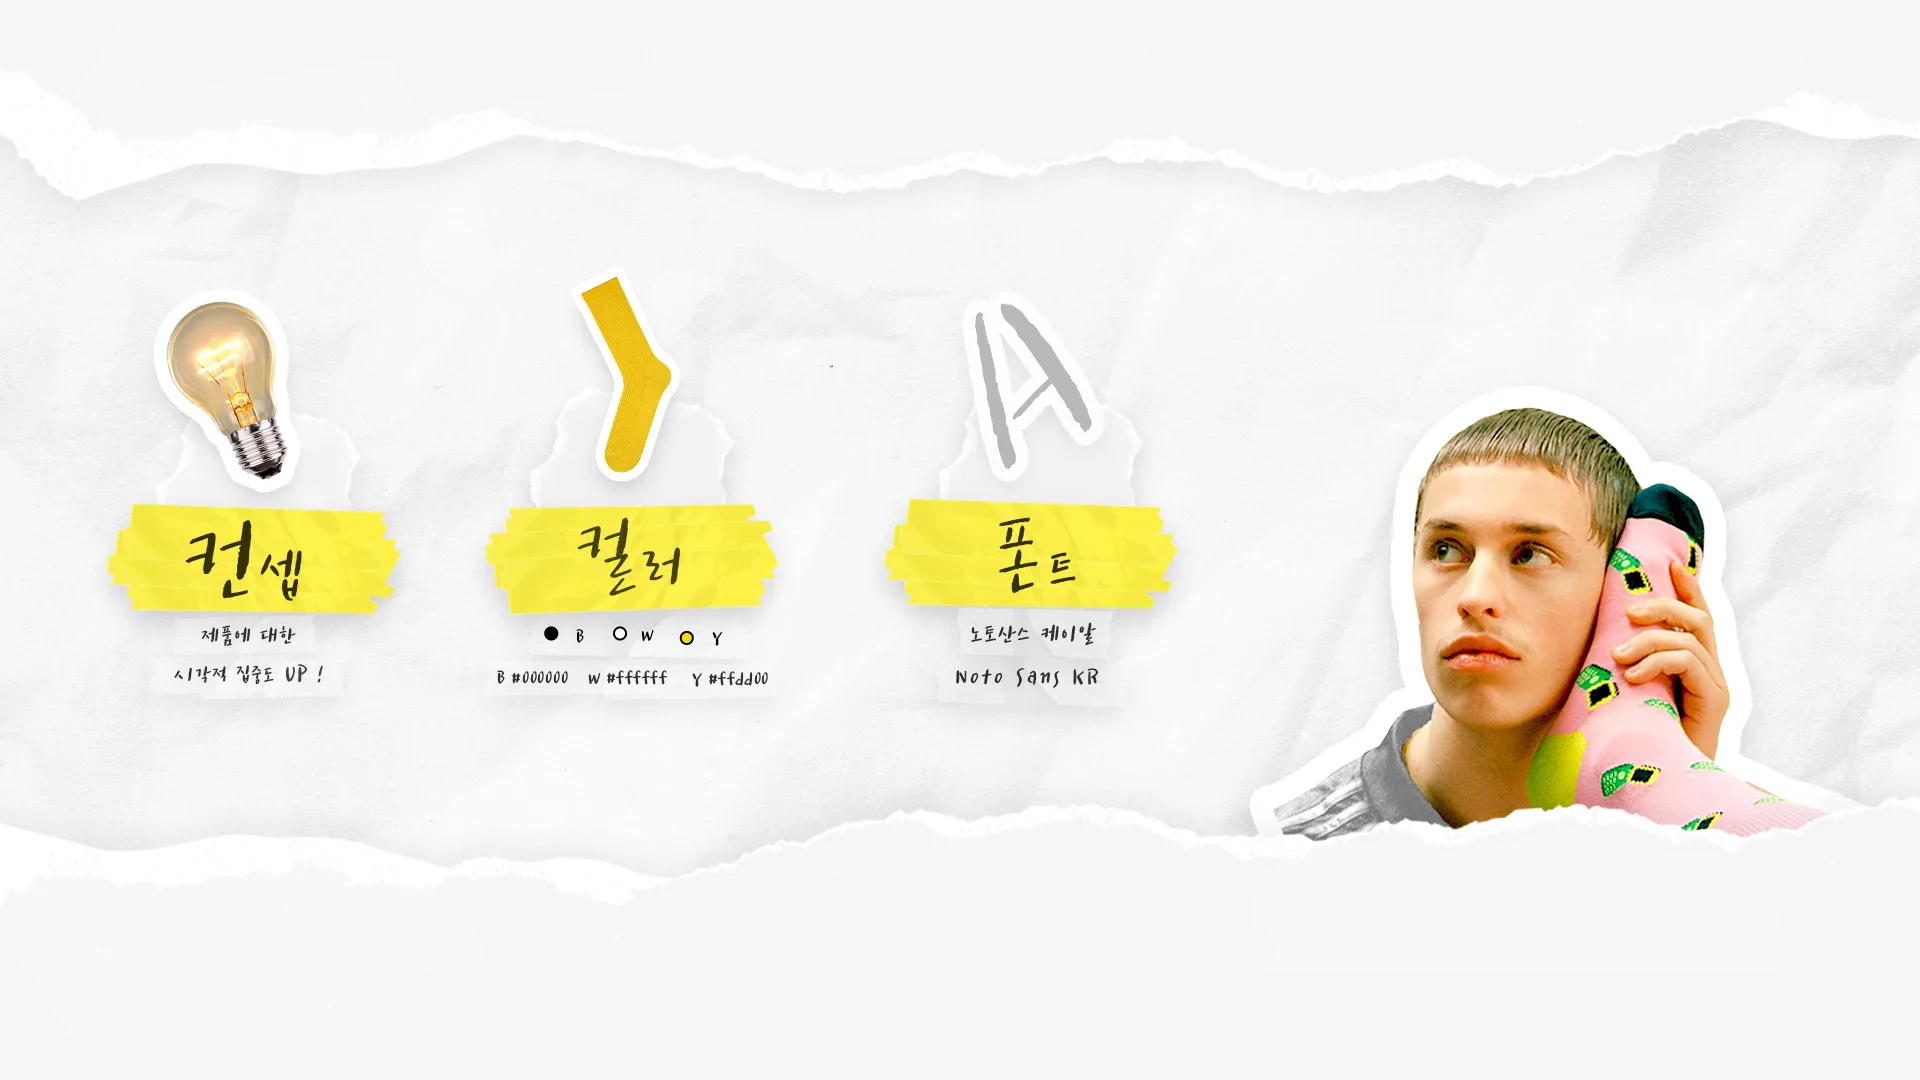 컨셉
제품에 대한
시각적 집중도 UP !
컬러
B W Y
B #000000 W #ffffff Y #ffdd00
폰트
노토산스 케이알
Noto Sans KR